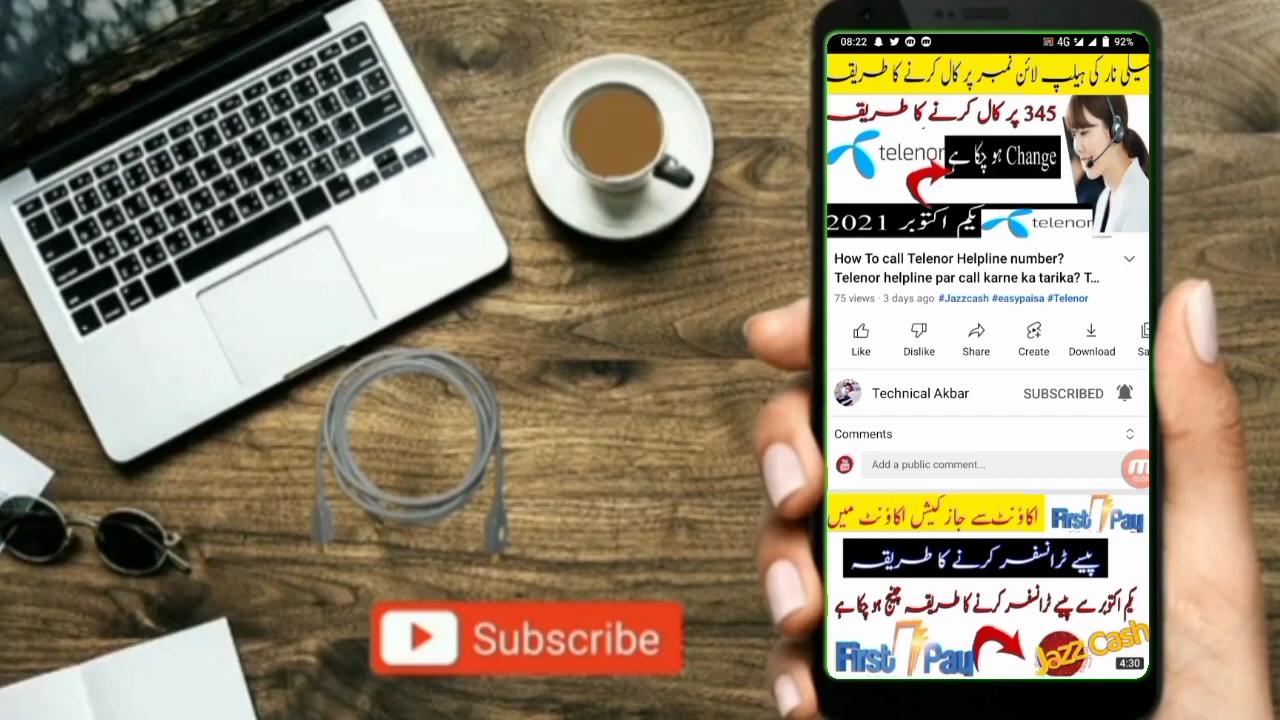 08:22 4G 92%
ٹیلی نار کی ہیلپ لائن نمبر پر کال کرنے کا طریقہ
345 پر کال کرنے کا طریقہ
telenor
Change ہو چکا ہے
یکم اکتوبر 2021
telenor
How To call Telenor Helpline number?
Telenor helpline par call karne ka tarika? T...
75 views · 3 days ago #Jazzcash #easypaisa #Telenor
Like Dislike Share Create Download Sa
Technical Akbar SUBSCRIBED
Comments
Add a public comment...
اکاؤنٹ سے جاز کیش اکاؤنٹ میں First Pay
پیسے ٹرانسفر کرنے کا طریقہ
یکم اکتوبر سے پیسے ٹرانسفر کرنے کا طریقہ چینج ہو چکا ہے
First Pay JazzCash
4:30
Subscribe